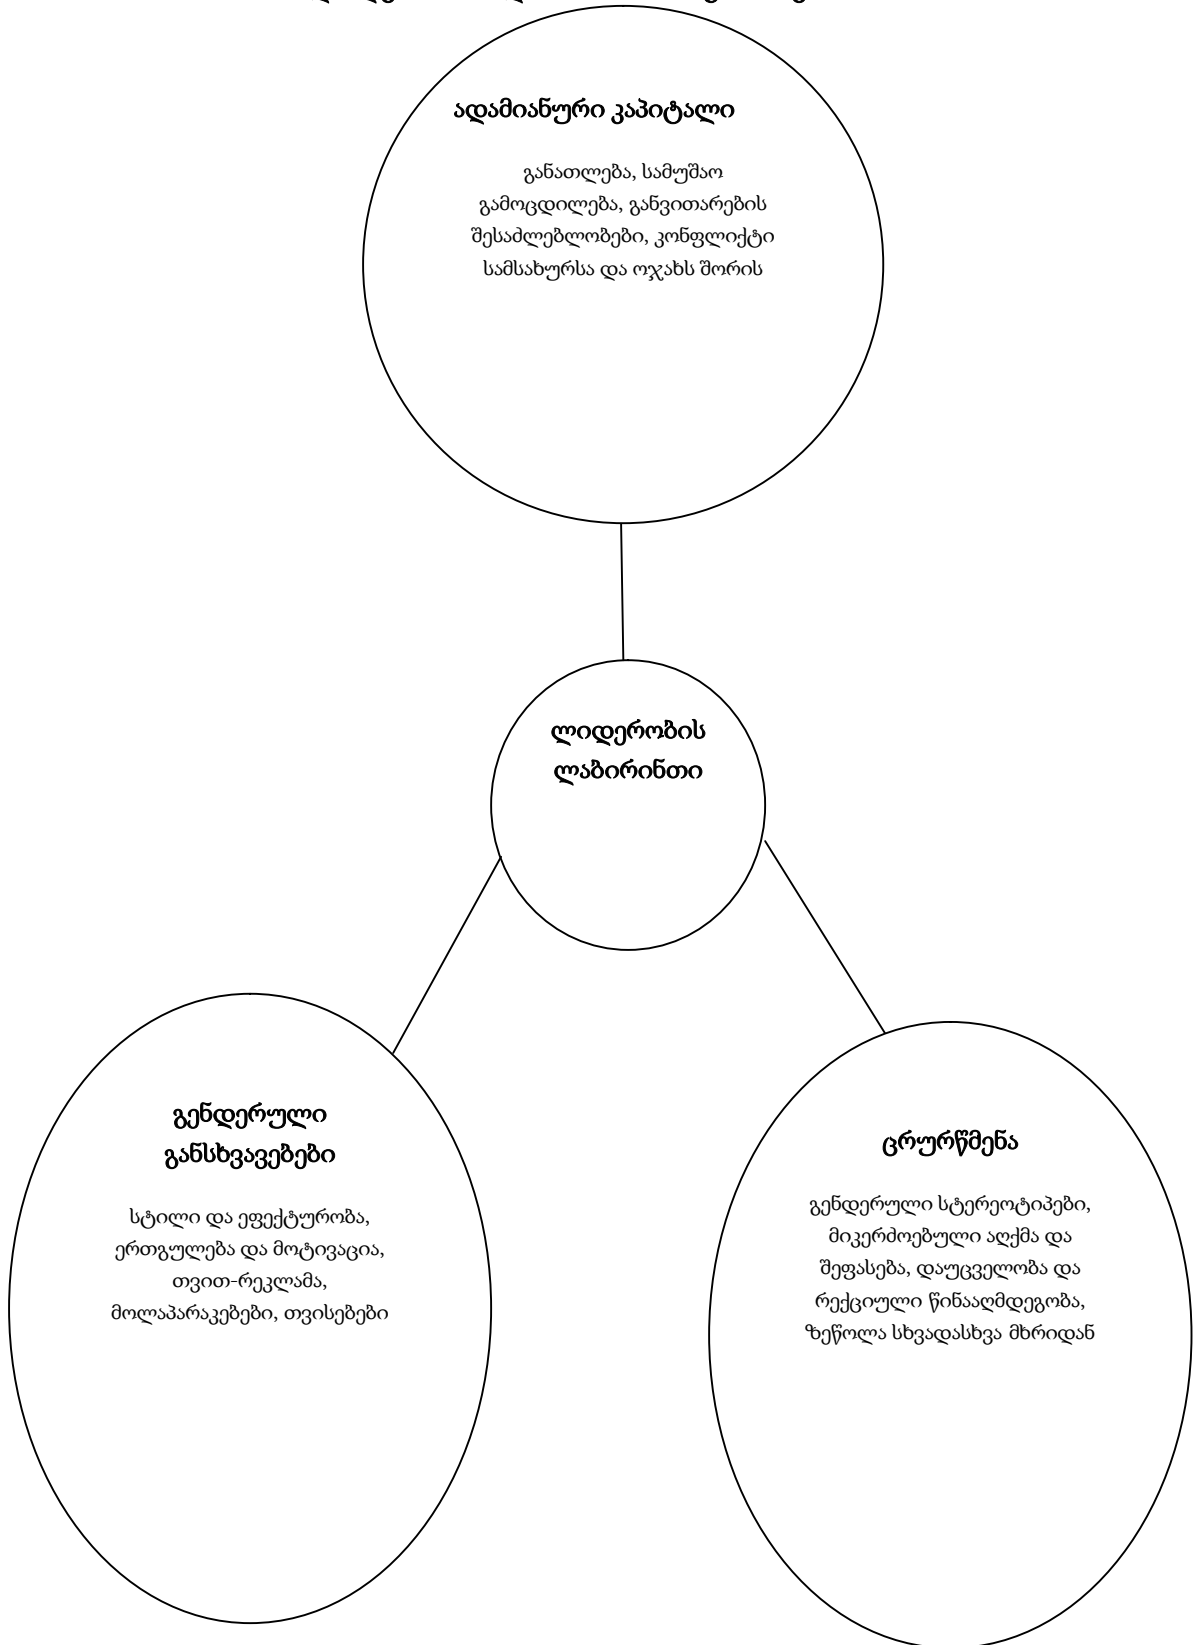 ადამიანური კაპიტალი
განათლება, სამუშაო
გამოცდილება, განვითარების
შესაძლებლობები, კონფლიქტი
სამსახურსა და ოჯახს შორის
ლიდერობის
ლაბირინთი
გენდერული
განსხვავებები
სტილი და ეფექტურობა,
ერთგულება და მოტივაცია,
თვით-რეკლამა,
მოლაპარაკებები, თვისებები
ცრურწმენა
გენდერული სტერეოტიპები,
მიკერძოებული აღქმა და
შეფასება, დაუცველობა და
რექციული წინააღმდეგობა,
ზეწოლა სხვადასხვა მხრიდან